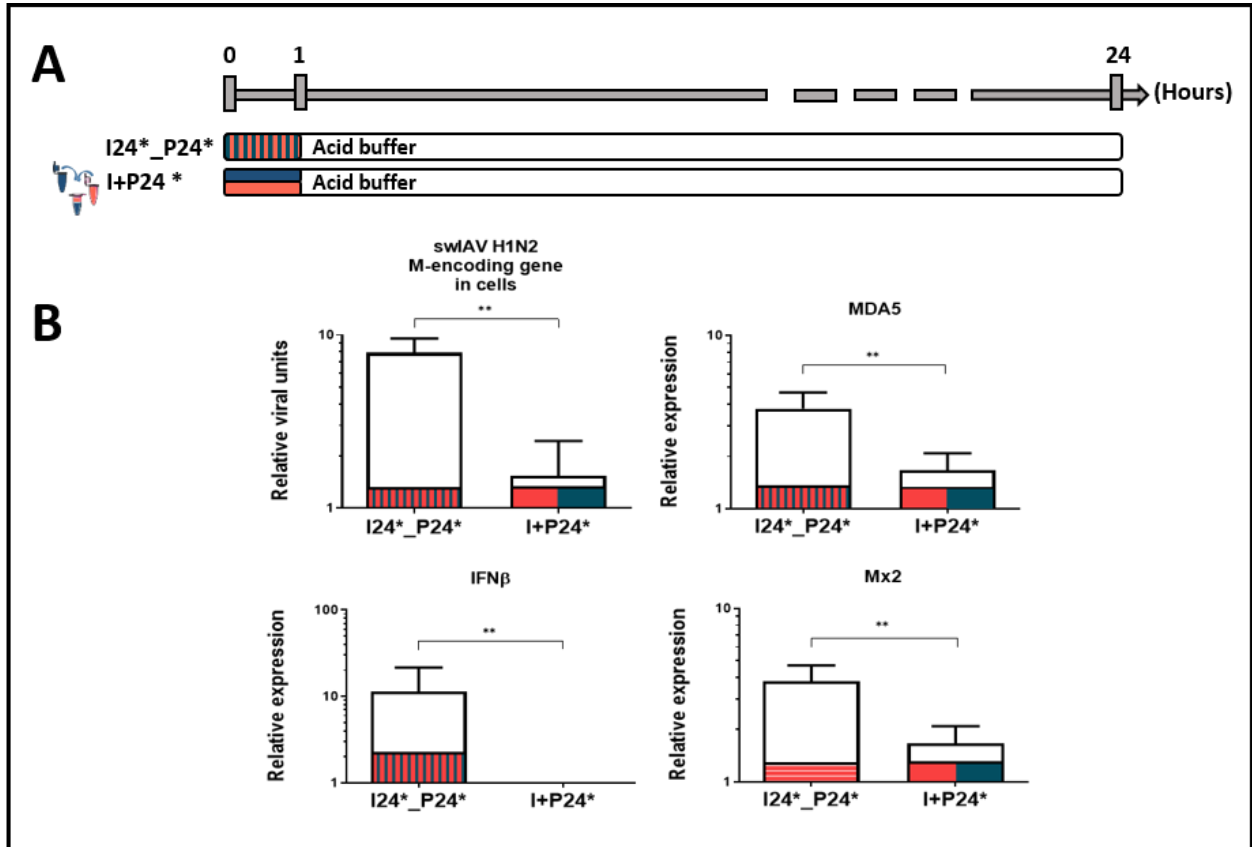 A
0 1 24
(Hours)
I24*_P24* Acid buffer
I+P24 * Acid buffer
B
swIAV H1N2
M-encoding gene
in cells
**
Relative viral units
10
1
I24*_P24* I+P24*
MDA5
**
Relative expression
10
1
I24*_P24* I+P24*
IFNβ
**
Relative expression
100
10
1
I24*_P24* I+P24*
Mx2
**
Relative expression
10
1
I24*_P24* I+P24*